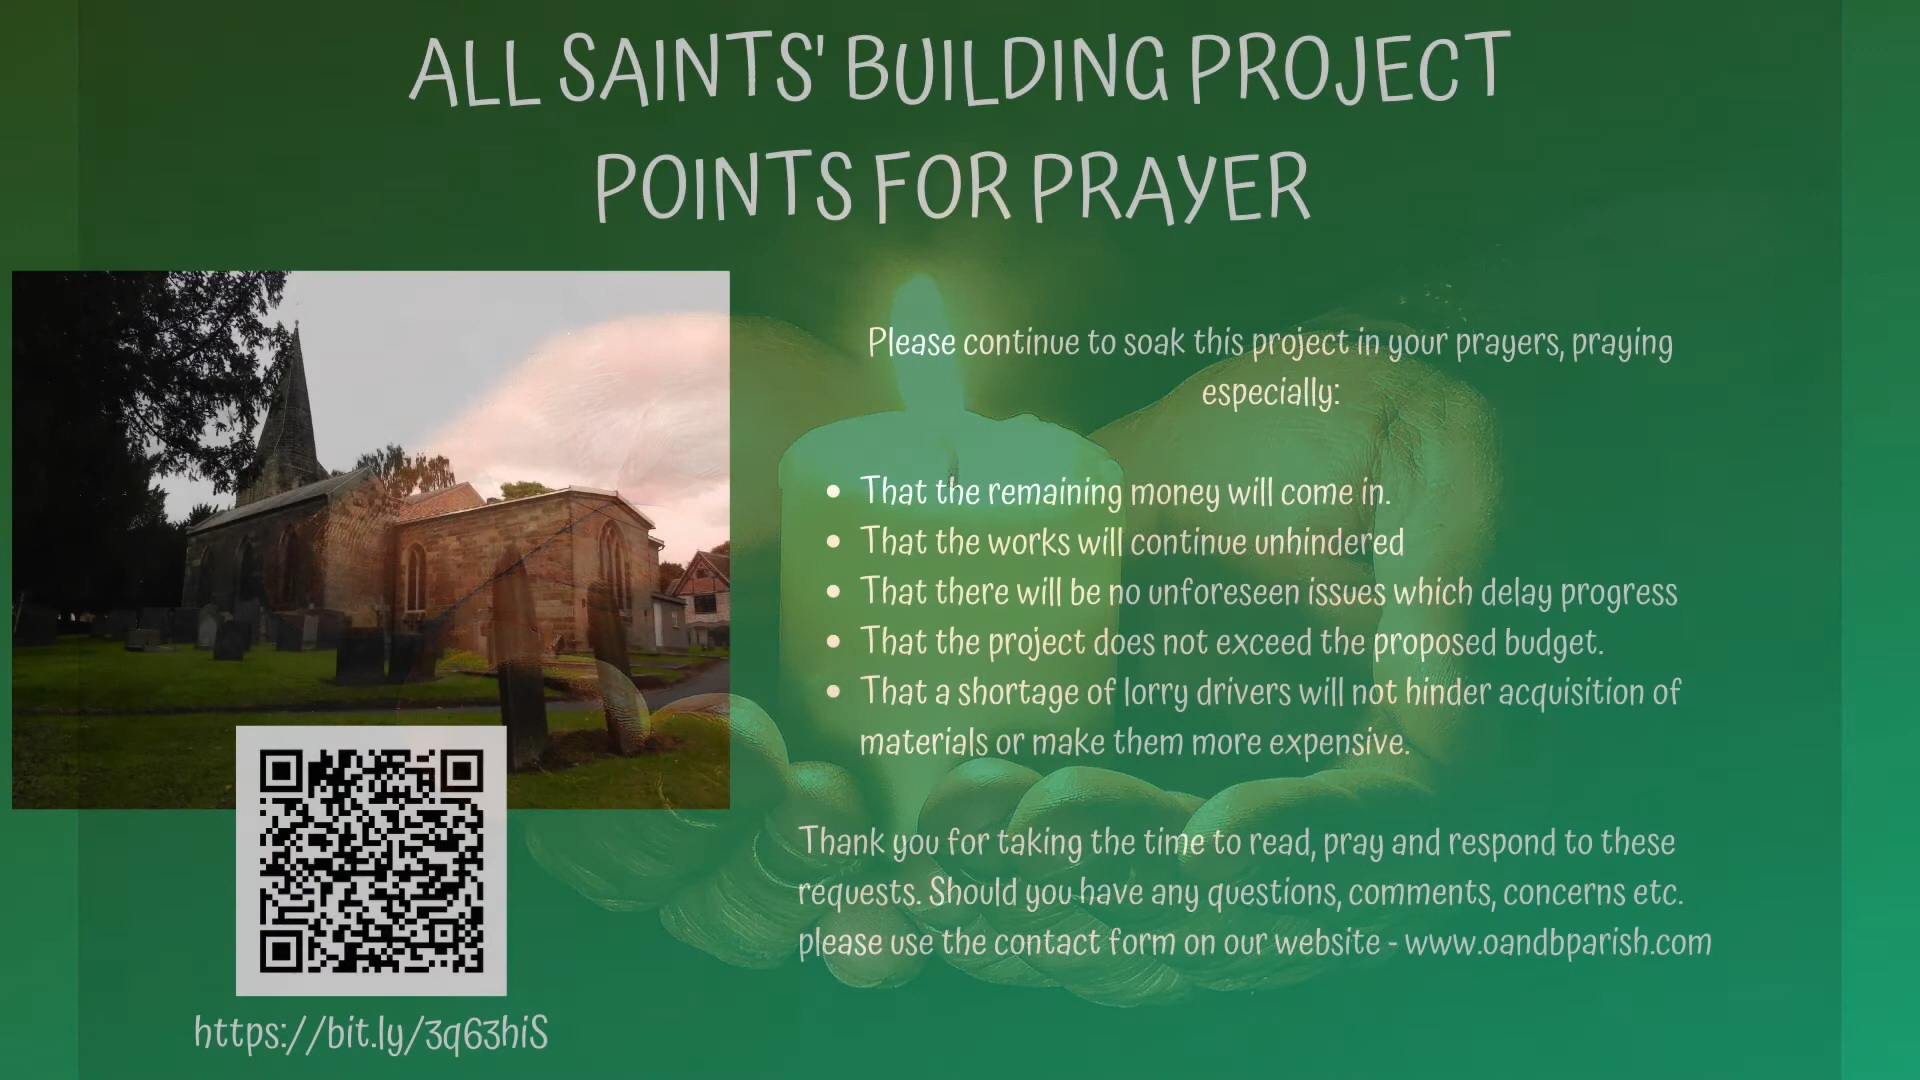 ALL SAINTS' BUILDING PROJECT
POINTS FOR PRAYER
Please continue to soak this project in your prayers, praying
especially:
• That the remaining money will come in.
• That the works will continue unhindered
• That there will be no unforeseen issues which delay progress
• That the project does not exceed the proposed budget.
• That a shortage of lorry drivers will not hinder acquisition of
materials or make them more expensive.
Thank you for taking the time to read, pray and respond to these
requests. Should you have any questions, comments, concerns etc.
please use the contact form on our website - www.oandbparish.com
https://bit.ly/3q63hiS